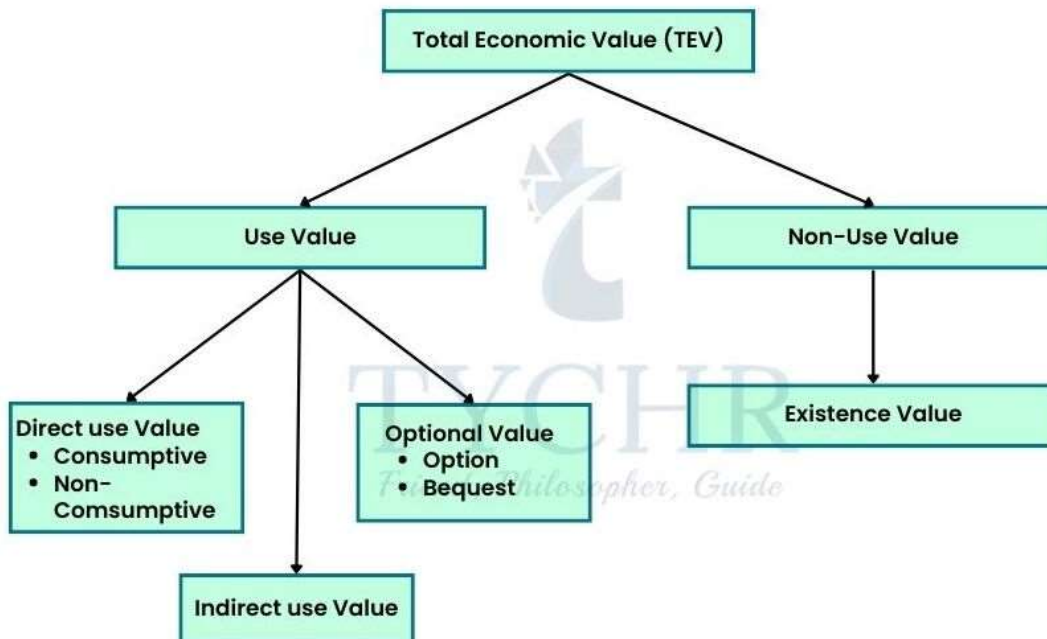 Total Economic Value (TEV)
Use Value
Non-Use Value
Direct use Value
• Consumptive
• Non-
Comsumptive
Optional Value
• Option
• Bequest
Existence Value
Indirect use Value
TYCHR
Friend, Philosopher, Guide